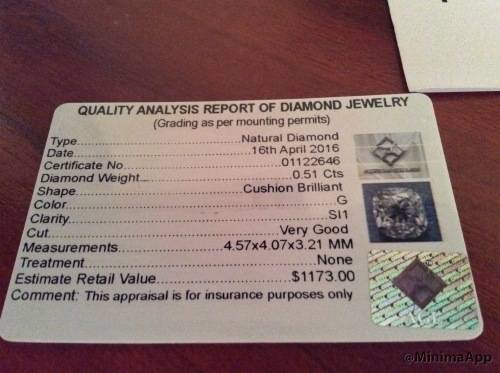 QUALITY ANALYSIS REPORT OF DIAMOND JEWELRY
(Grading as per mounting permits)
Type....................................Natural Diamond
Date....................................16th April 2016
Certificate No..........................01122646
Diamond Weight..........................0.51 Cts
Shape...................................Cushion Brilliant
Color...................................G
Clarity.................................SI1
Cut.....................................Very Good
Measurements............................4.57x4.07x3.21 MM
Treatment...............................None
Estimate Retail Value...................$1173.00
Comment: This appraisal is for insurance purposes only
@MinimaApp